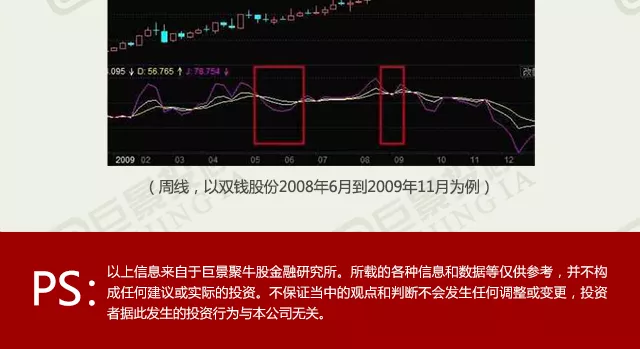 .095 ↓ D: 56.765 ↑ J: 78.754 ↓
2009 02 03 04 05 06 07 08 09 10 11 12
（周线，以双钱股份2008年6月到2009年11月为例）
PS:
以上信息来自于巨景聚牛股金融研究所。所载的各种信息和数据等仅供参考，并不构
成任何建议或实际的投资。不保证当中的观点和判断不会发生任何调整或变更，投资
者据此发生的投资行为与本公司无关。